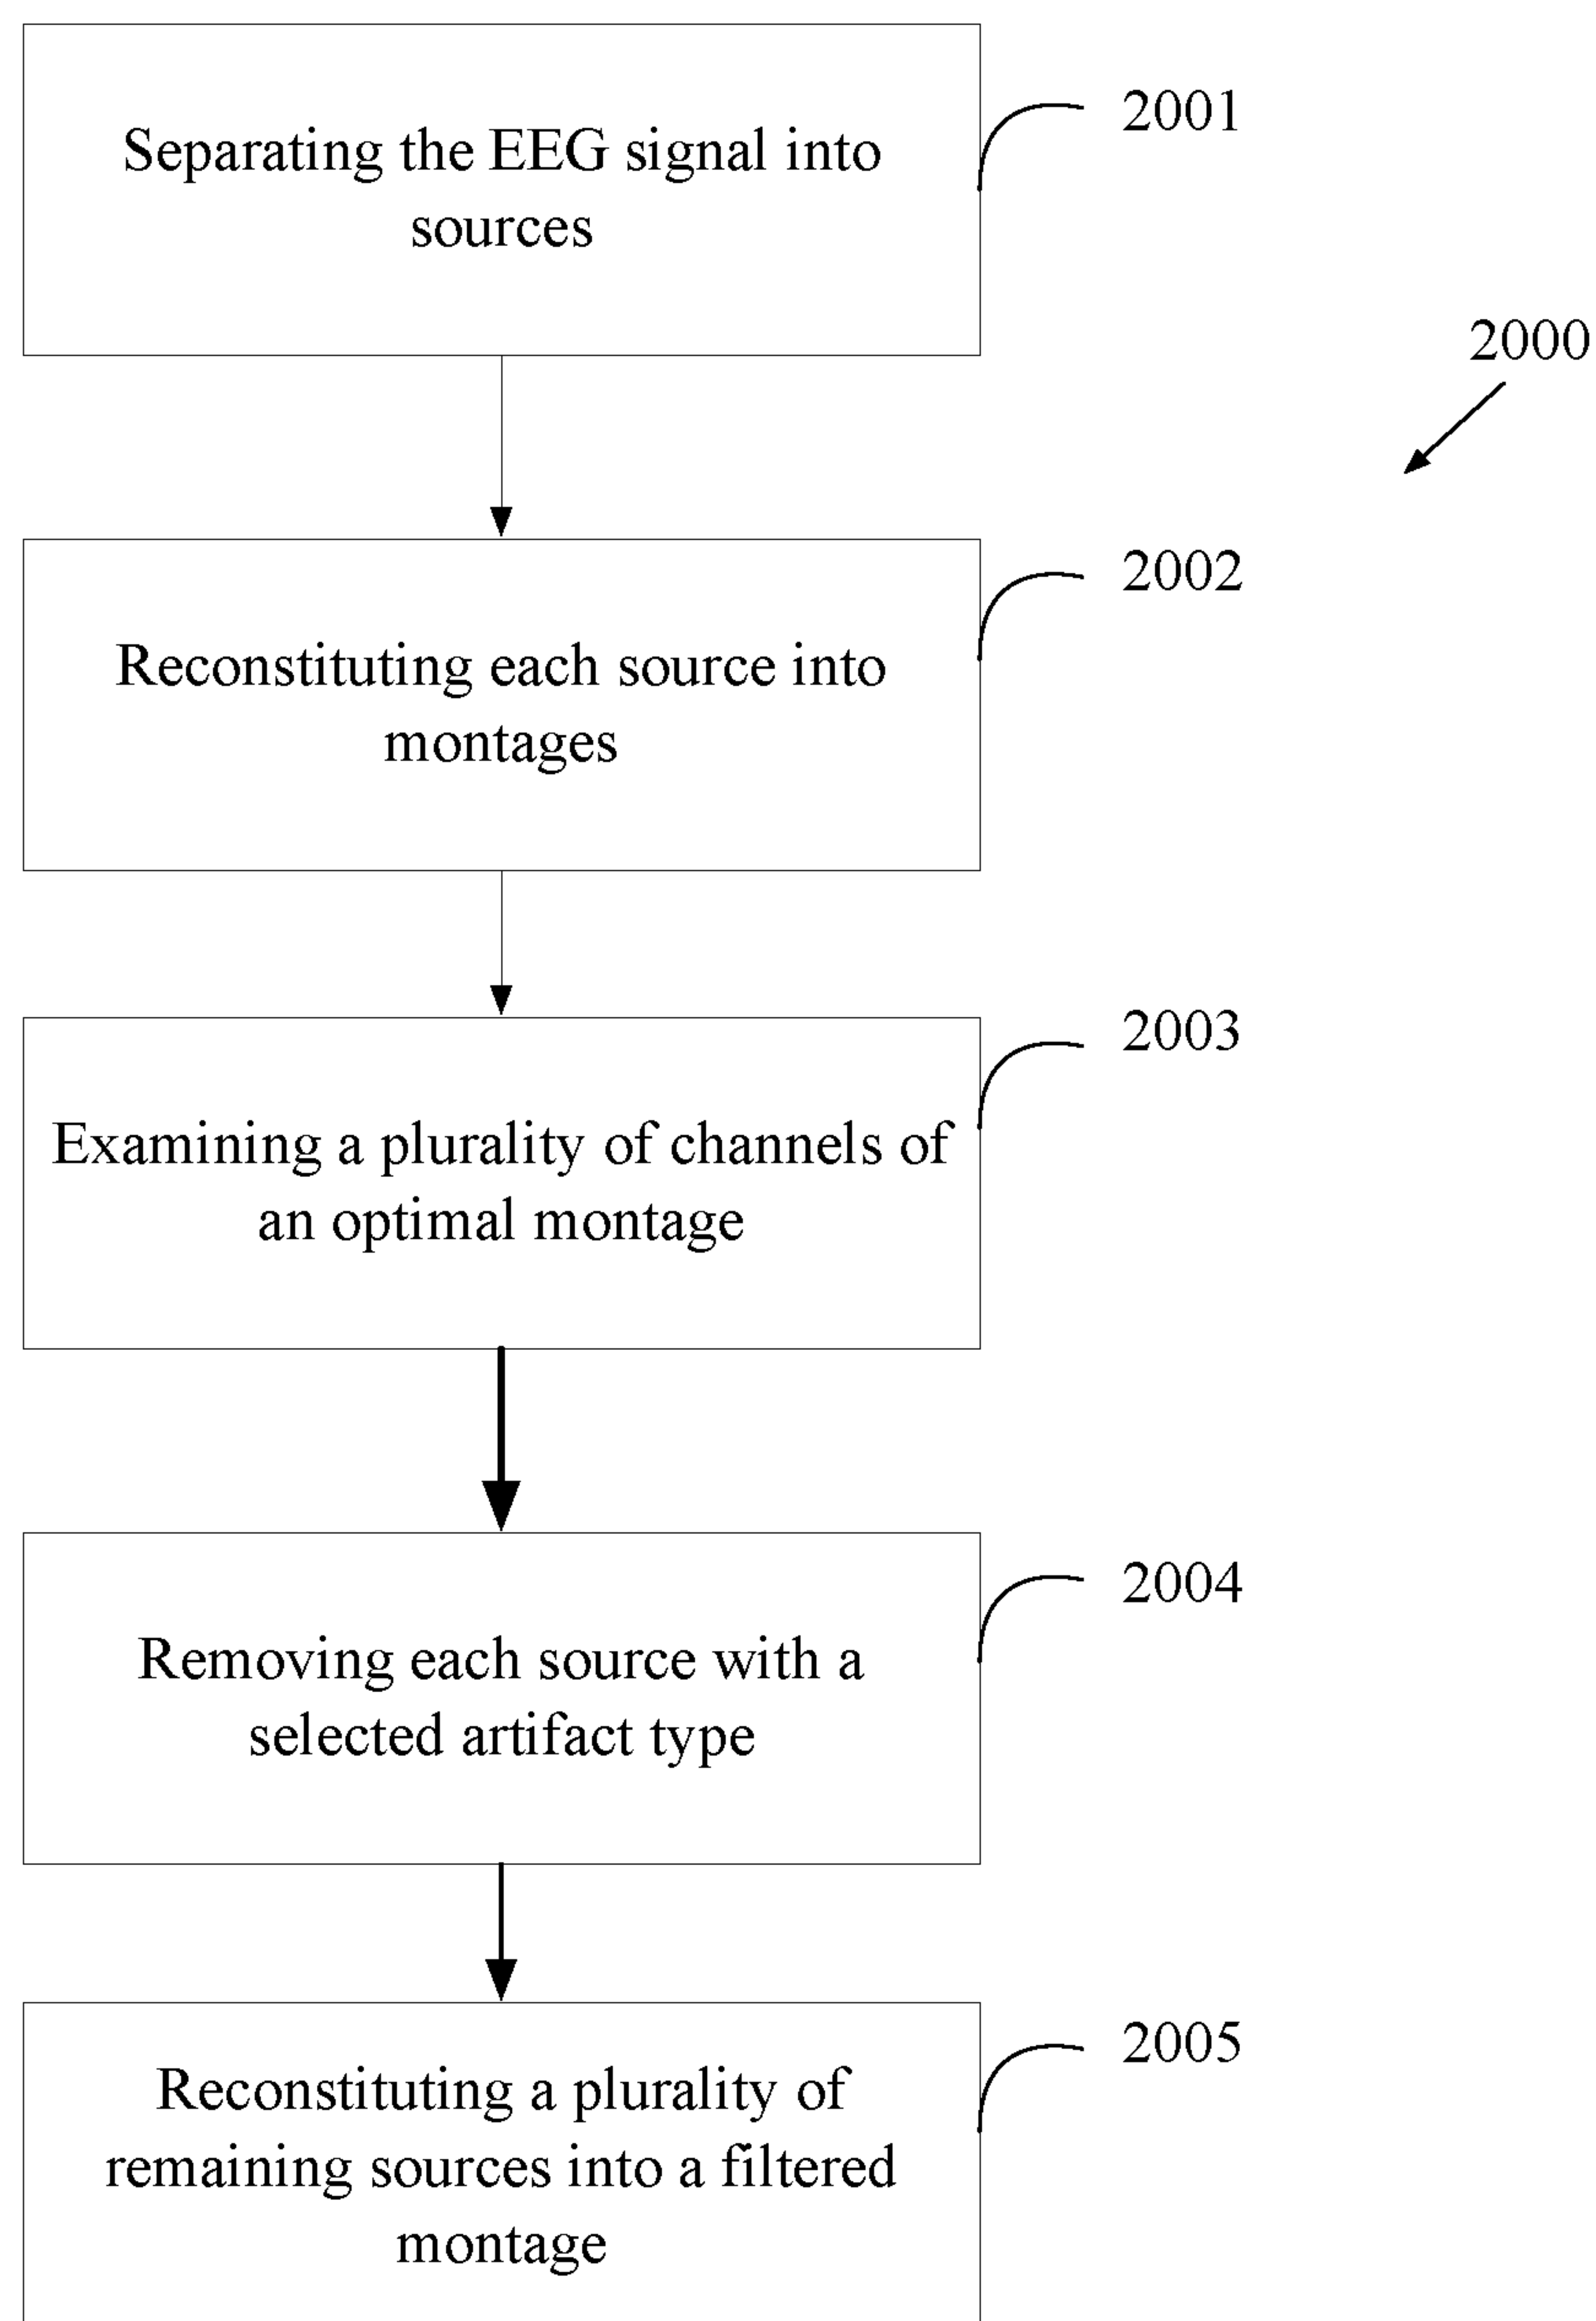 Separating the EEG signal into
sources
2001
2000
Reconstituting each source into
montages
2002
Examining a plurality of channels of
an optimal montage
2003
Removing each source with a
selected artifact type
2004
Reconstituting a plurality of
remaining sources into a filtered
montage
2005